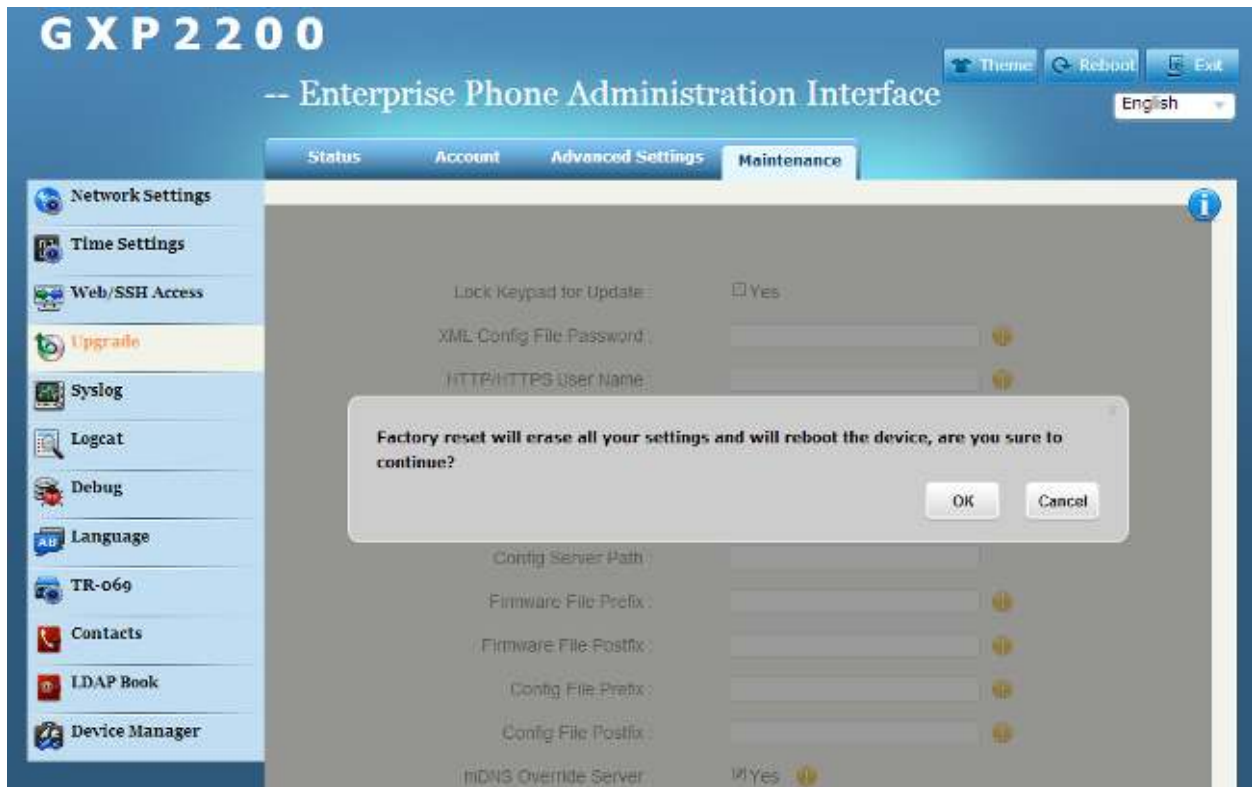 GXP2200
-- Enterprise Phone Administration Interface
Theme Reboot Exit
English
Status Account Advanced Settings Maintenance
Network Settings
Time Settings
Web/SSH Access
Upgrade
Syslog
Logcat
Debug
Language
TR-069
Contacts
LDAP Book
Device Manager
Lock Keypad for Update : Yes
XML Config File Password :
HTTP/HTTPS User Name :
Factory reset will erase all your settings and will reboot the device, are you sure to
continue?
OK Cancel
Config Server Path :
Firmware File Prefix :
Firmware File Postfix :
Config File Prefix :
Config File Postfix :
mDNS Override Server Yes